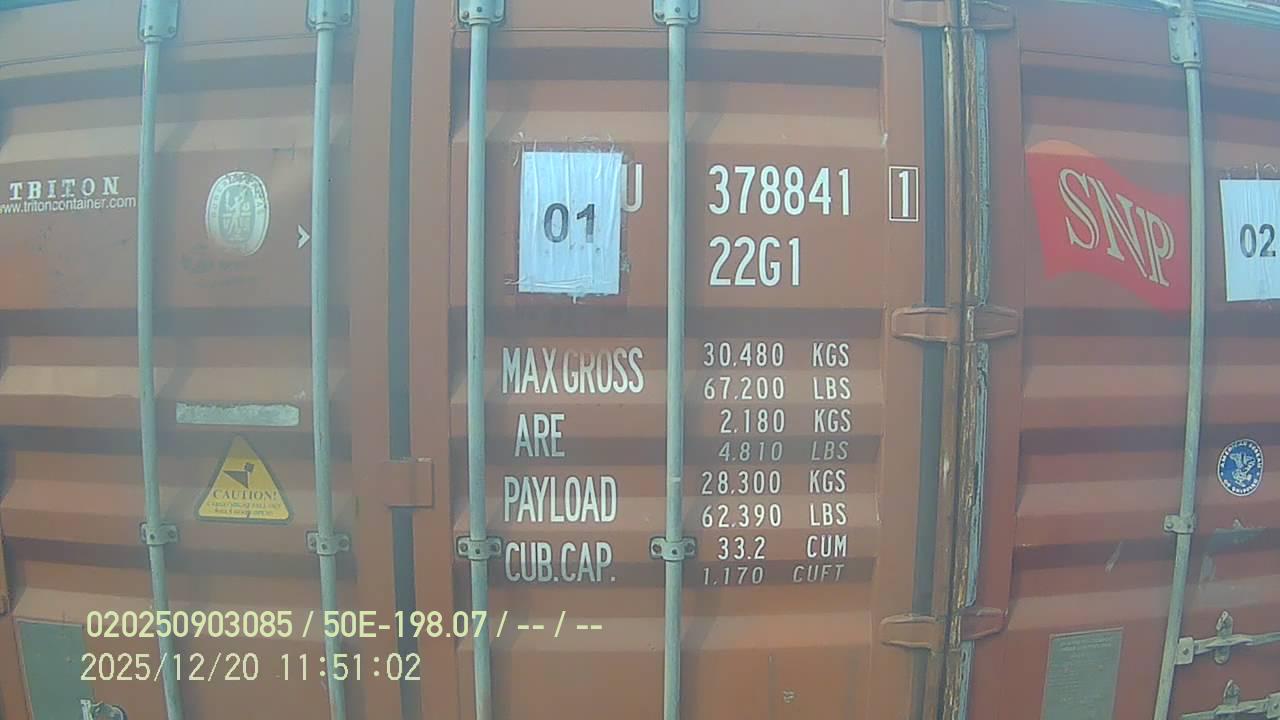 TRITON
www.tritoncontainer.com
01
U 378841 1
22G1
SNP
02
MAX GROSS 30.480 KGS
67.200 LBS
ARE 2.180 KGS
4.810 LBS
PAYLOAD 28.300 KGS
62.390 LBS
CUB.CAP. 33.2 CUM
1.170 CUFT
CAUTION!
020250903085 / 50E-198.07 / -- / --
2025/12/20 11:51:02